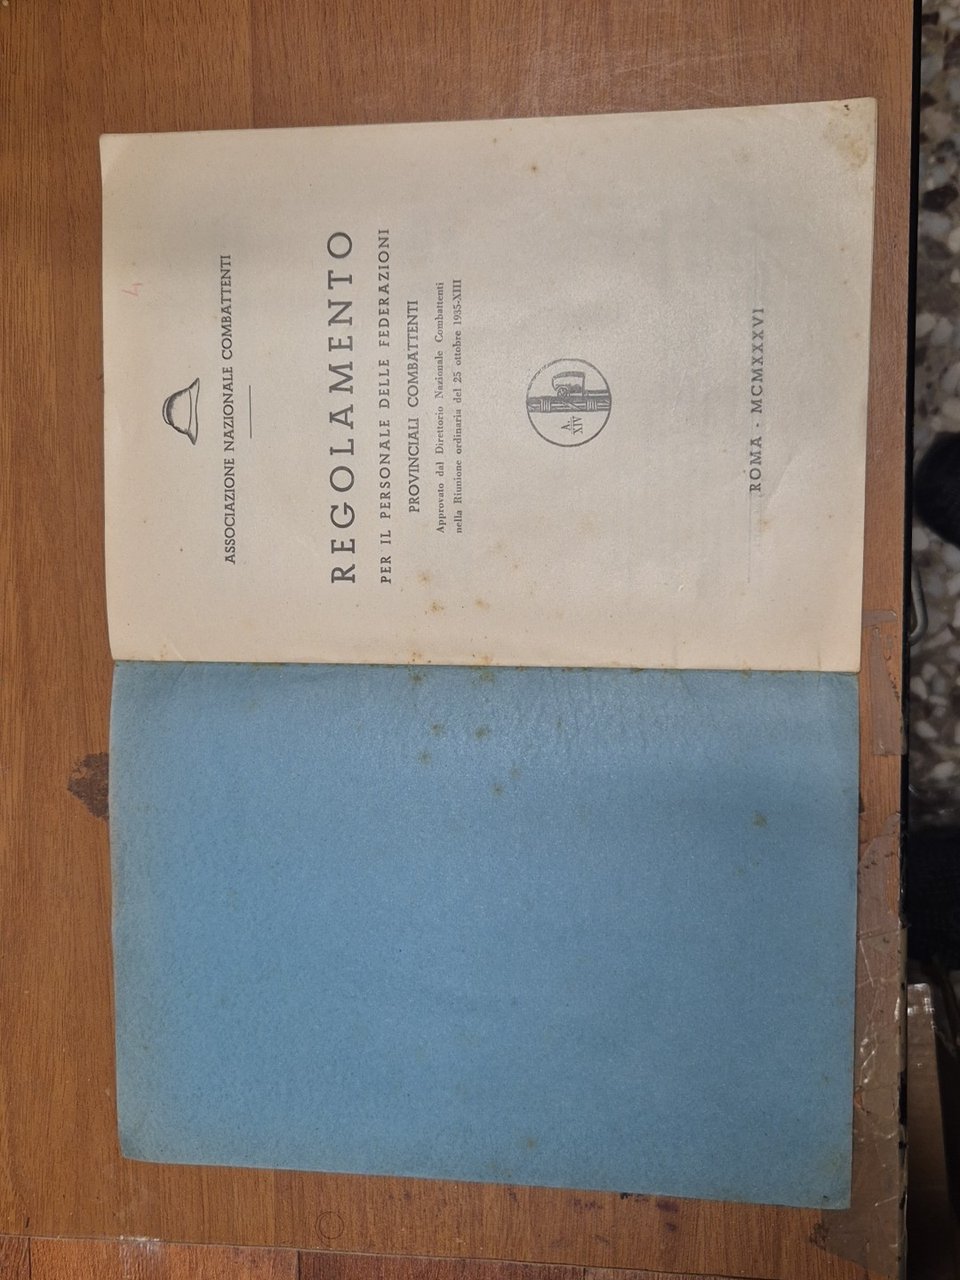 4
ASSOCIAZIONE NAZIONALE COMBATTENTI
REGOLAMENTO
PER IL PERSONALE DELLE FEDERAZIONI
PROVINCIALI COMBATTENTI
Approvato dal Direttorio Nazionale Combattenti
nella Riunione ordinaria del 25 ottobre 1935-XIII
A.
XIV
ROMA - MCMXXXVI